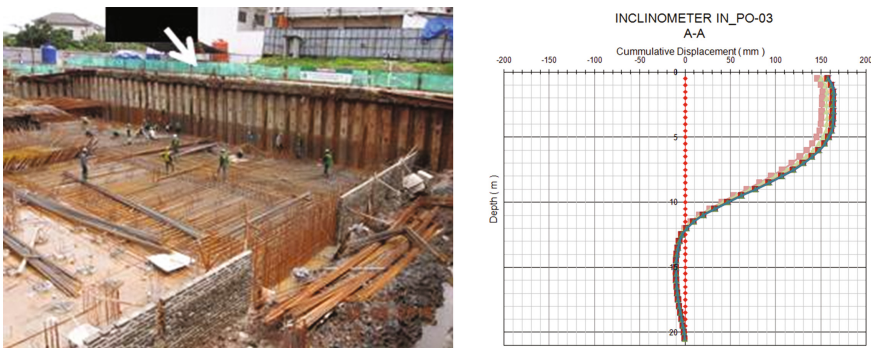 INCLINOMETER IN_PO-03
A-A
Cummulative Displacement ( mm )
-200 -150 -100 -50 0 50 100 150 200
Depth ( m )
0
5
10
15
20